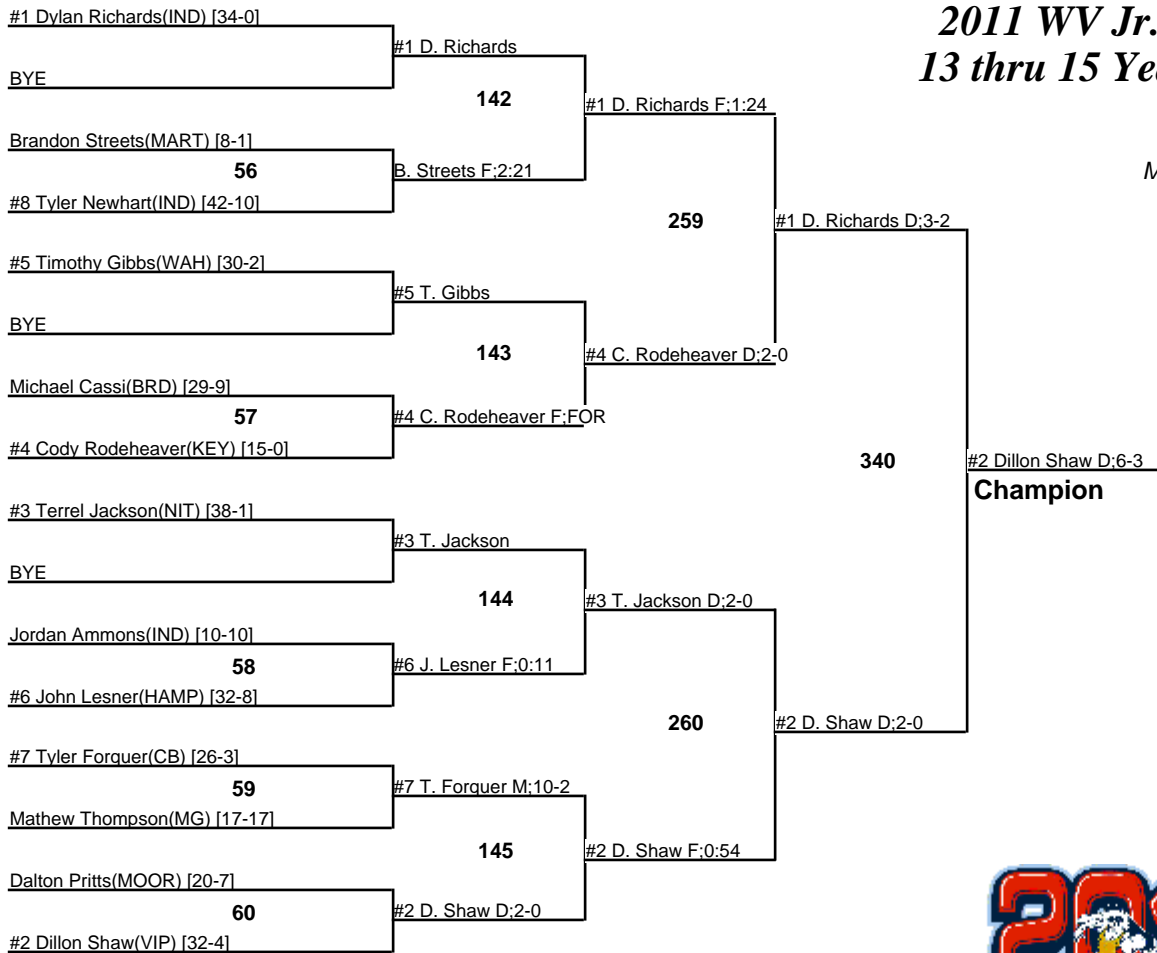 #1 Dylan Richards(IND) [34-0]
2011 WV Jr.
#1 D. Richards
13 thru 15
BYE
142
#1 D. Richards F;1:24
Brandon Streets(MART) [8-1]
56
B. Streets F;2:21
M
#8 Tyler Newhart(IND) [42-10]
259
#1 D. Richards D;3-2
#5 Timothy Gibbs(WAH) [30-2]
#5 T. Gibbs
BYE
143
#4 C. Rodeheaver D;2-0
Michael Cassi(BRD) [29-9]
57
#4 C. Rodeheaver F;FOR
#4 Cody Rodeheaver(KEY) [15-0]
340
#2 Dillon Shaw D;6-3
Champion
#3 Terrel Jackson(NIT) [38-1]
#3 T. Jackson
BYE
144
#3 T. Jackson D;2-0
Jordan Ammons(IND) [10-10]
58
#6 J. Lesner F;0:11
#6 John Lesner(HAMP) [32-8]
260
#2 D. Shaw D;2-0
#7 Tyler Forquer(CB) [26-3]
59
#7 T. Forquer M;10-2
Mathew Thompson(MG) [17-17]
145
#2 D. Shaw F;0:54
Dalton Pritts(MOOR) [20-7]
60
#2 D. Shaw D;2-0
#2 Dillon Shaw(VIP) [32-4]